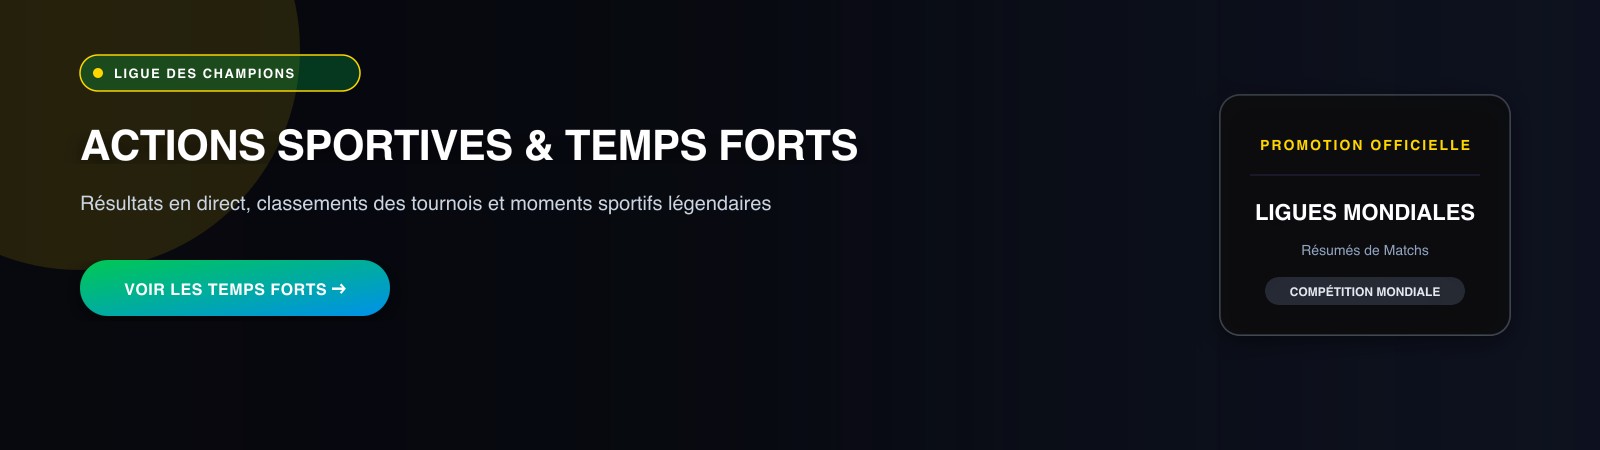 LIGUE DES CHAMPIONS
ACTIONS SPORTIVES & TEMPS FORTS
Résultats en direct, classements des tournois et moments sportifs légendaires
VOIR LES TEMPS FORTS →
PROMOTION OFFICIELLE
LIGUES MONDIALES
Résumés de Matchs
COMPÉTITION MONDIALE